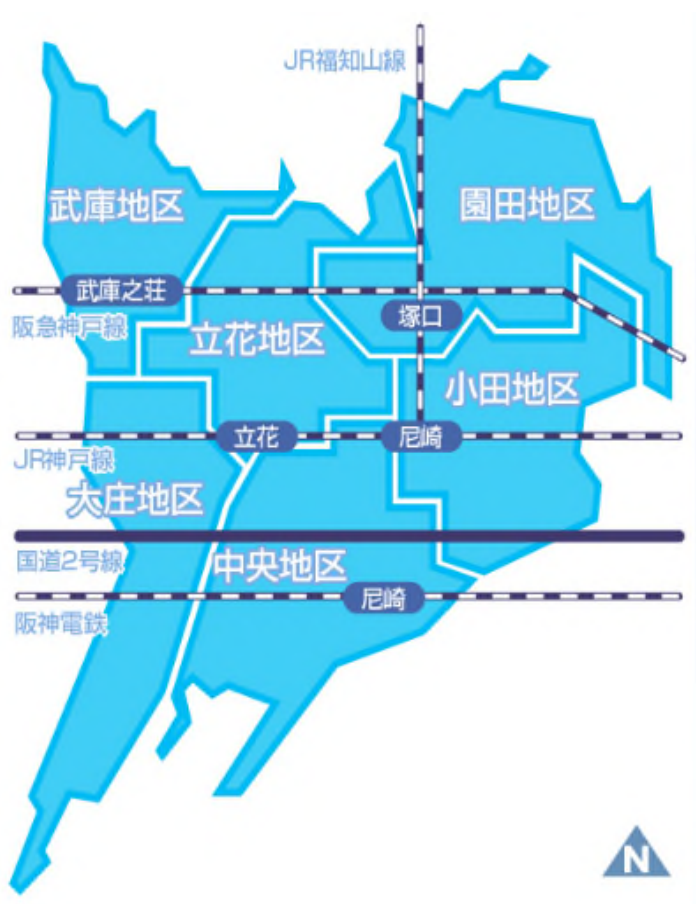 JR福知山線
武庫地区
園田地区
武庫之荘
塚口
阪急神戸線
立花地区
小田地区
立花
尼崎
JR神戸線
大庄地区
国道2号線
中央地区
尼崎
阪神電鉄
N